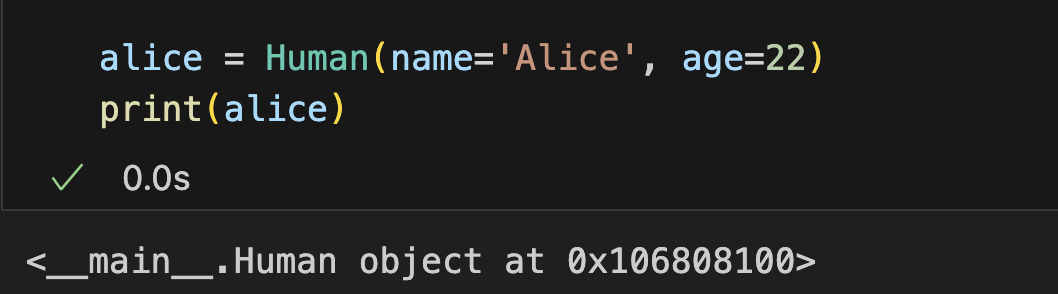 alice = Human(name='Alice', age=22)
print(alice)
✓ 0.0s
<__main__.Human object at 0x106808100>